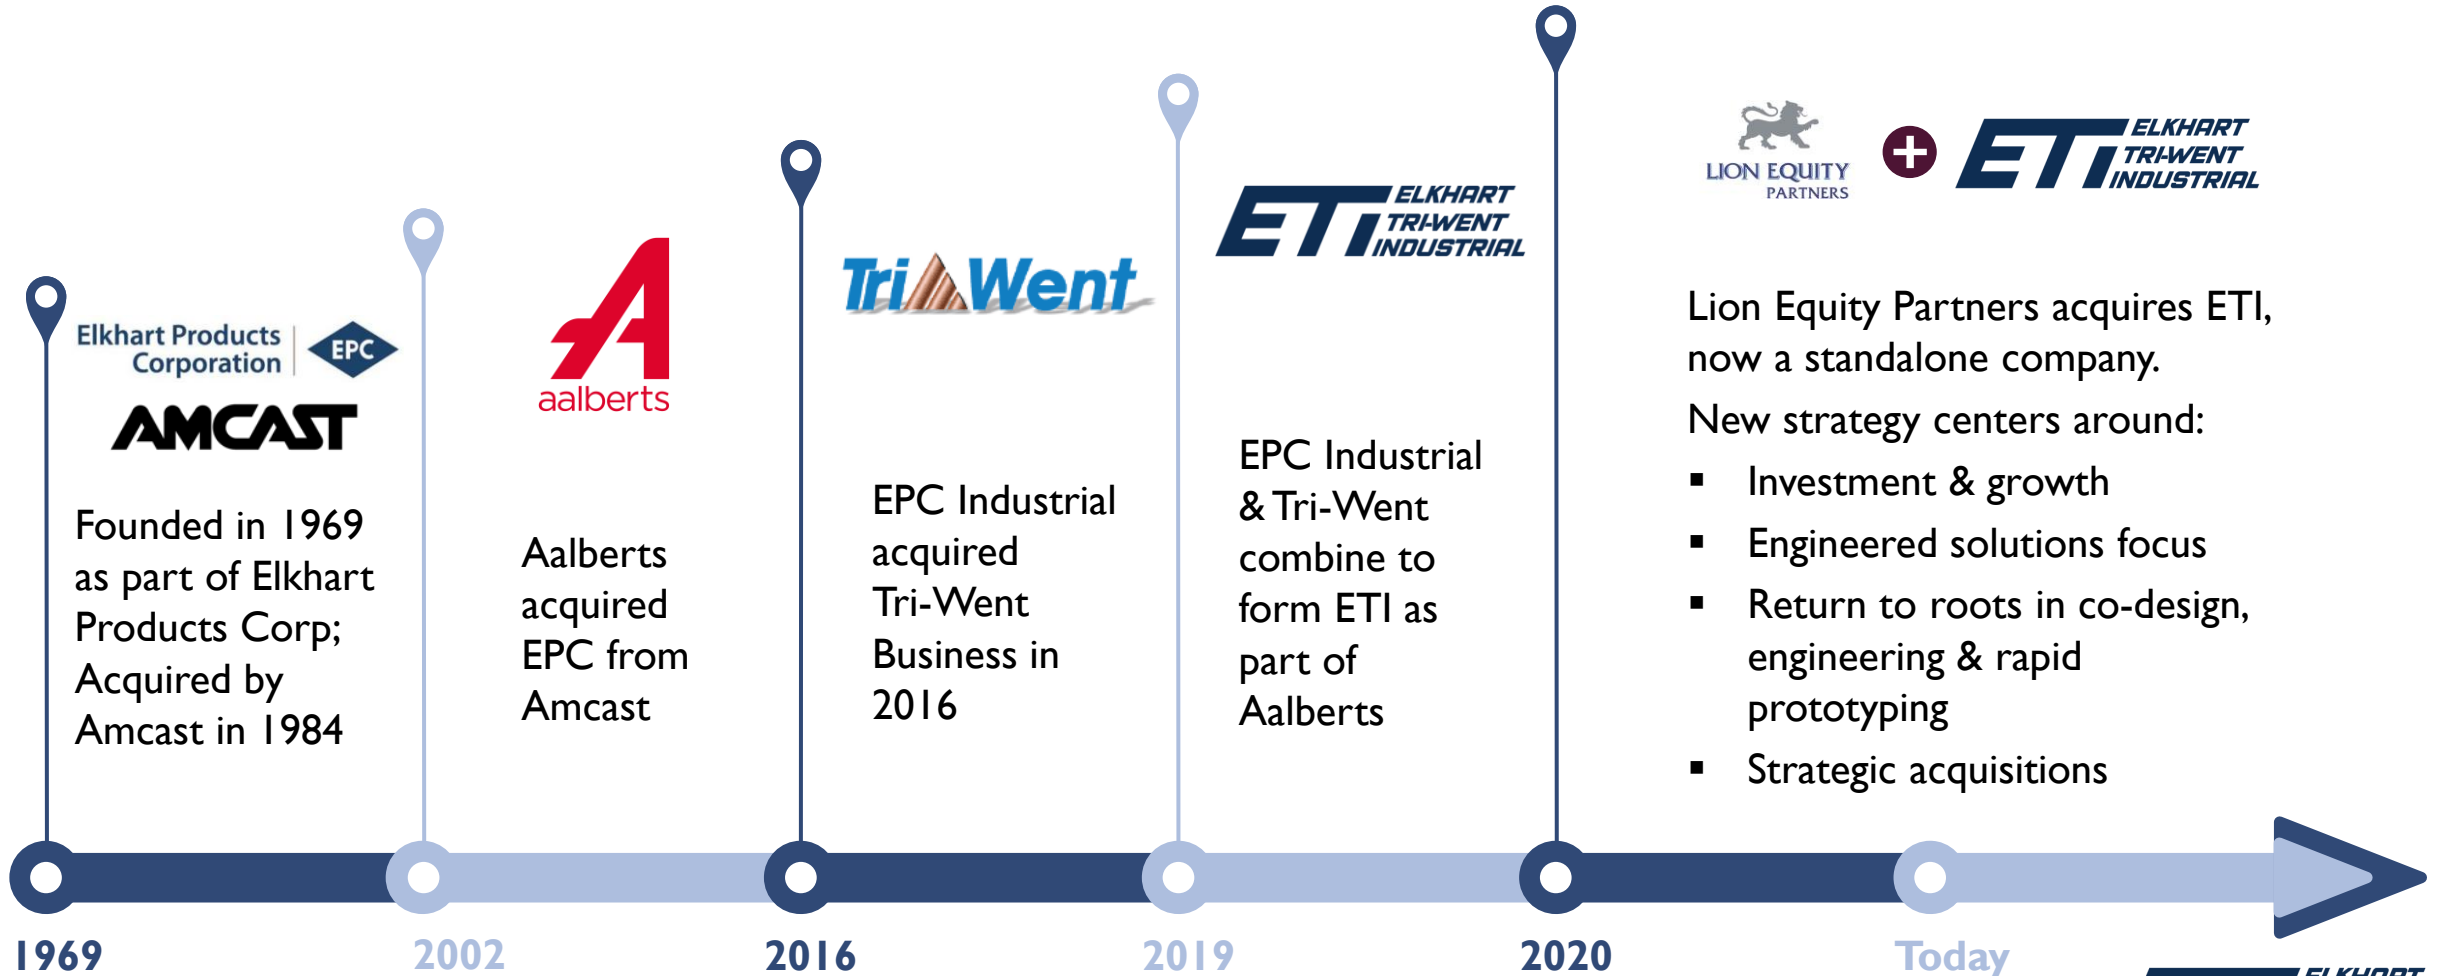 Elkhart Products
Corporation
EPC
AMCAST
Founded in 1969
as part of Elkhart
Products Corp;
Acquired by
Amcast in 1984
aalberts
Aalberts
acquired
EPC from
Amcast
Tri Went
EPC Industrial
acquired
Tri-Went
Business in
2016
ETI
ELKHART
TRI-WENT
INDUSTRIAL
EPC Industrial
& Tri-Went
combine to
form ETI as
part of
Aalberts
LION EQUITY
PARTNERS
+
ETI
ELKHART
TRI-WENT
INDUSTRIAL
Lion Equity Partners acquires ETI,
now a standalone company.
New strategy centers around:
▪ Investment & growth
▪ Engineered solutions focus
▪ Return to roots in co-design,
engineering & rapid
prototyping
▪ Strategic acquisitions
1969
2002
2016
2019
2020
Today
ELKHART